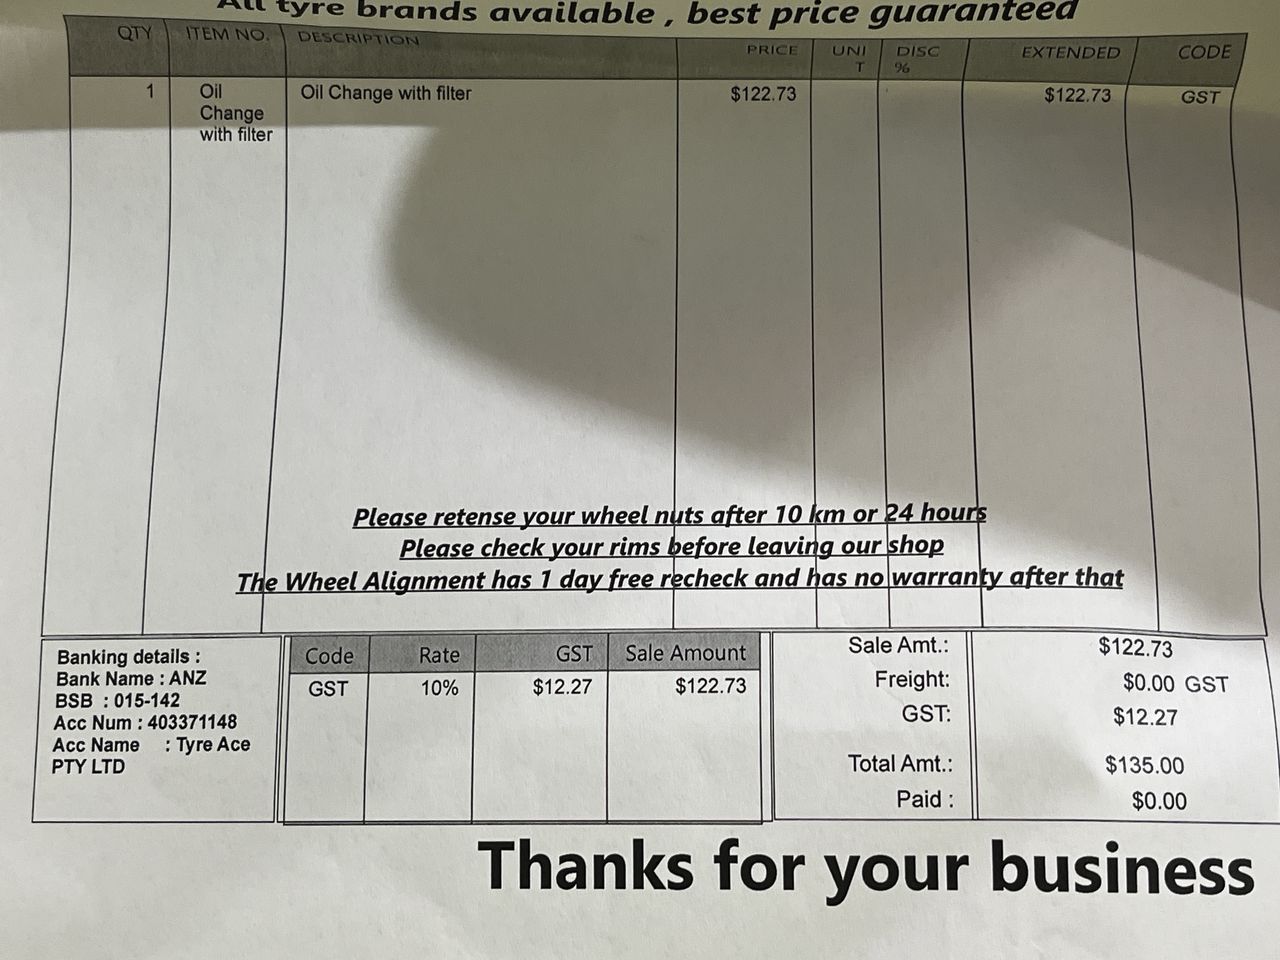 All tyre brands available , best price guaranteed
QTY ITEM NO. DESCRIPTION PRICE UNI T DISC % EXTENDED CODE
1 Oil Change with filter Oil Change with filter $122.73 $122.73 GST
Please retense your wheel nuts after 10 km or 24 hours
Please check your rims before leaving our shop
The Wheel Alignment has 1 day free recheck and has no warranty after that
Banking details :
Bank Name : ANZ
BSB : 015-142
Acc Num : 403371148
Acc Name : Tyre Ace
PTY LTD
Code Rate GST Sale Amount
GST 10% $12.27 $122.73
Sale Amt.: $122.73
Freight: $0.00 GST
GST: $12.27
Total Amt.: $135.00
Paid : $0.00
Thanks for your business